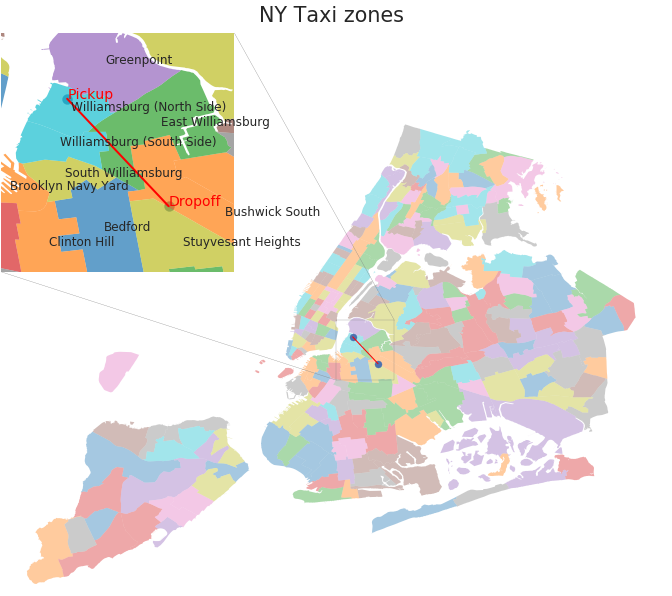 NY Taxi zones
Greenpoint
Pickup
Williamsburg (North Side)
East Williamsburg
Williamsburg (South Side)
South Williamsburg
Brooklyn Navy Yard
Dropoff
Bushwick South
Bedford
Clinton Hill
Stuyvesant Heights